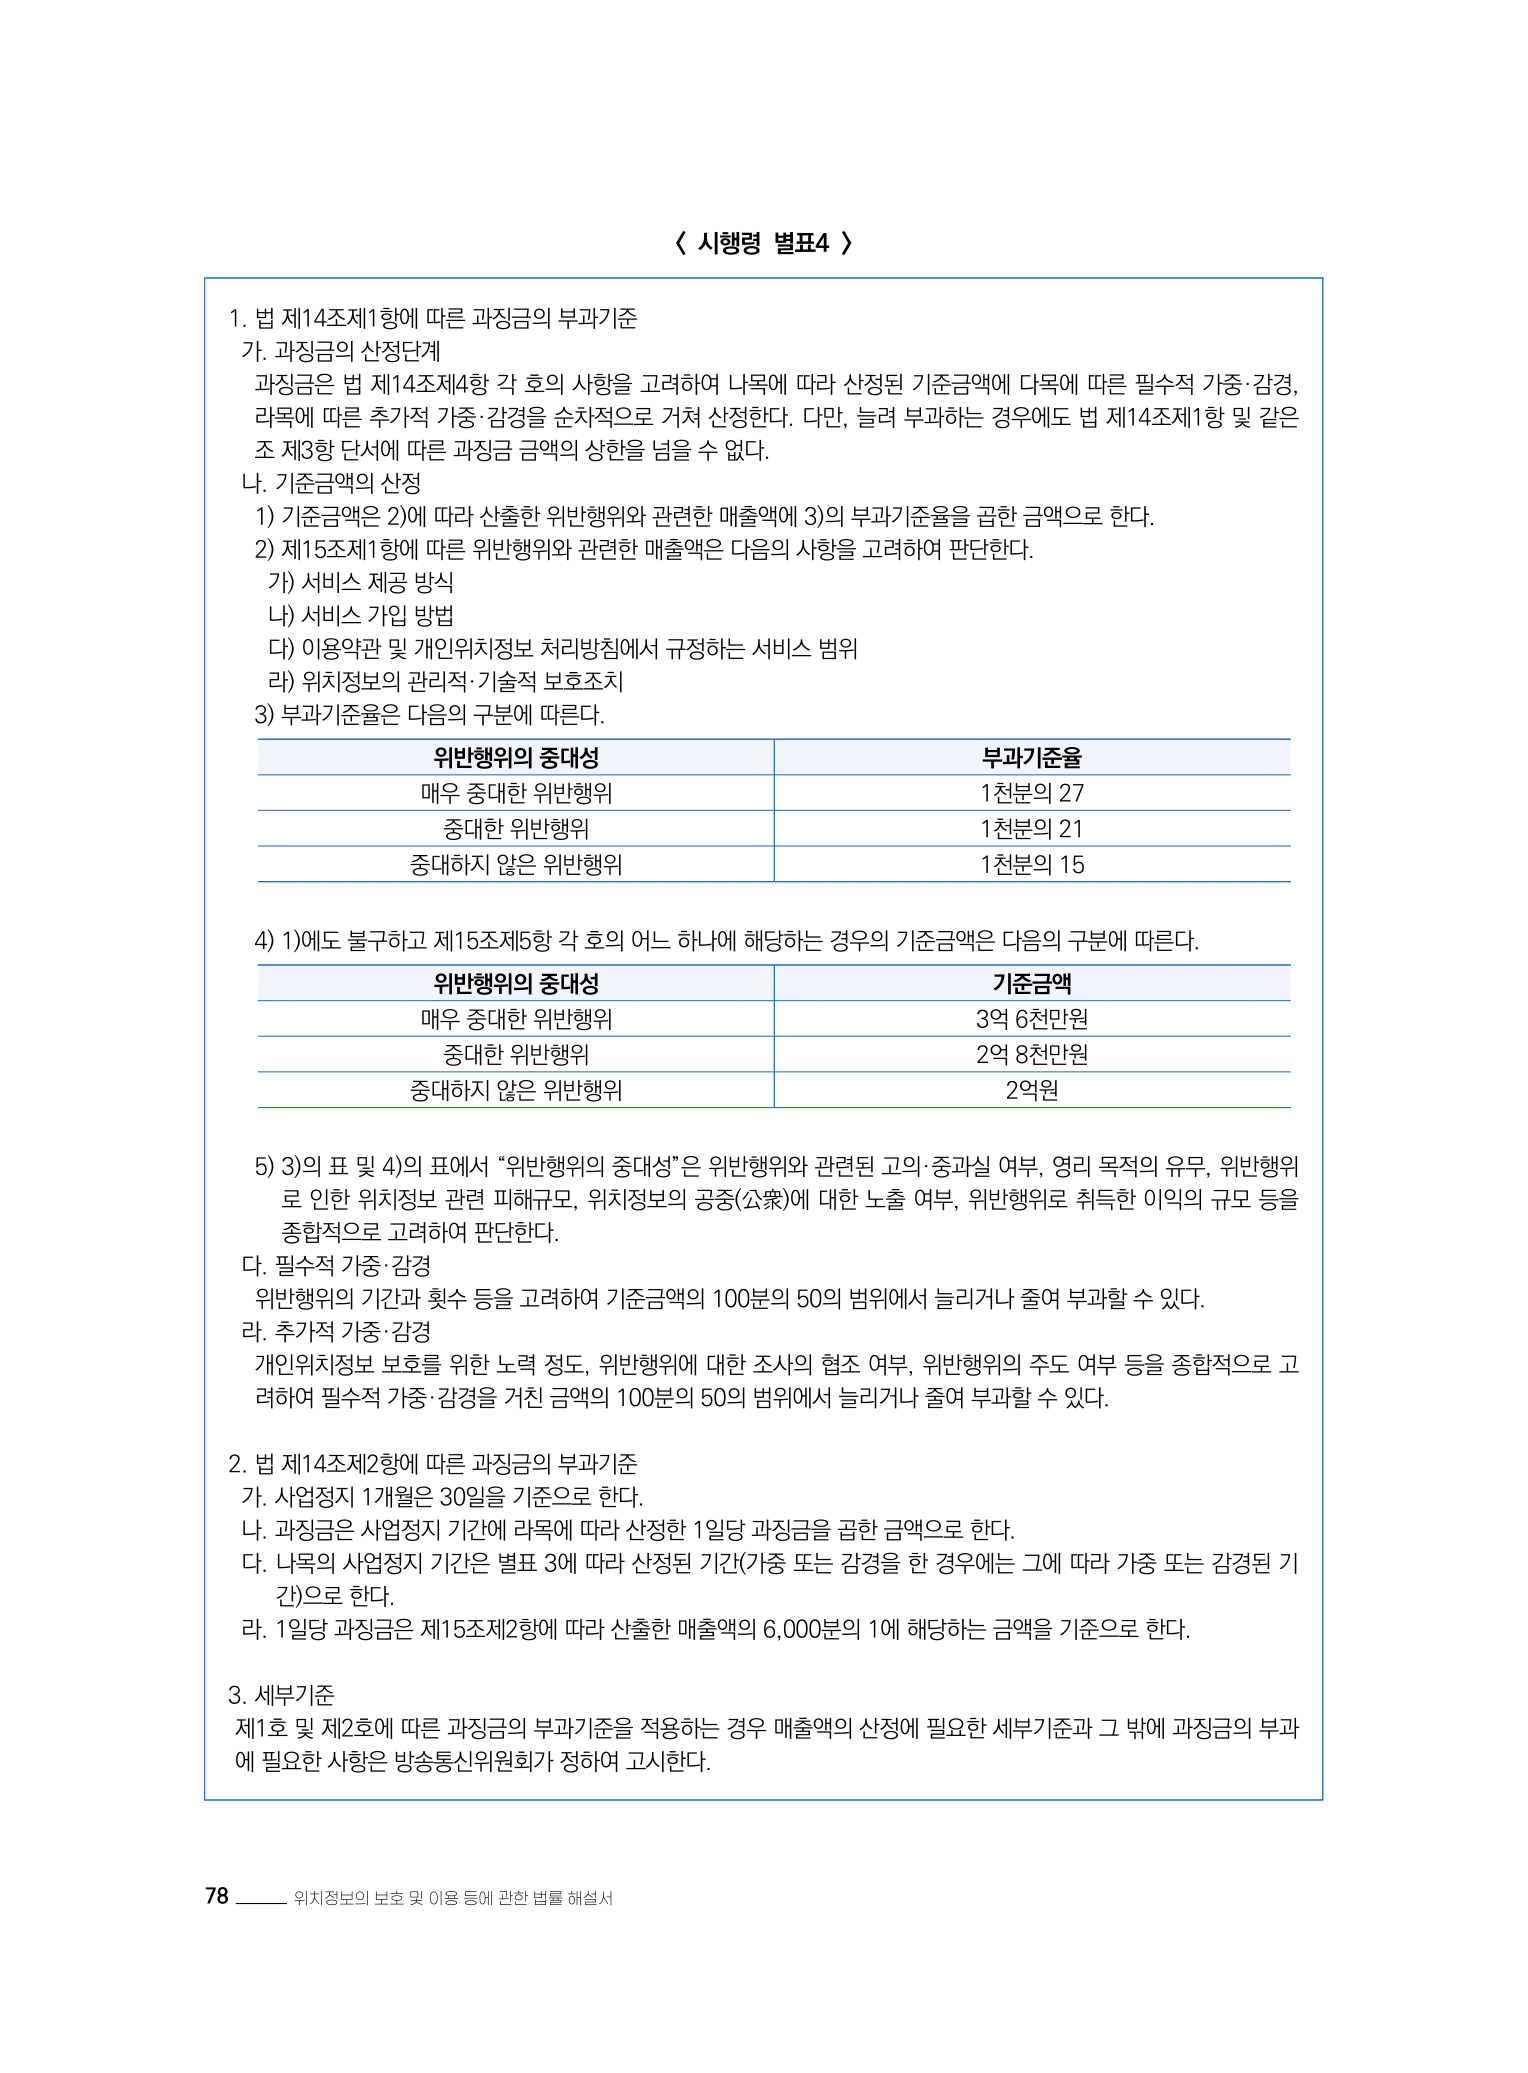 〈 시행령 별표4 〉
1. 법 제14조제1항에 따른 과징금의 부과기준
가. 과징금의 산정단계
과징금은 법 제14조제4항 각 호의 사항을 고려하여 나목에 따라 산정된 기준금액에 다목에 따른 필수적 가중·감경,
라목에 따른 추가적 가중·감경을 순차적으로 거쳐 산정한다. 다만, 늘려 부과하는 경우에도 법 제14조제1항 및 같은
조 제3항 단서에 따른 과징금 금액의 상한을 넘을 수 없다.
나. 기준금액의 산정
1) 기준금액은 2)에 따라 산출한 위반행위와 관련한 매출액에 3)의 부과기준율을 곱한 금액으로 한다.
2) 제15조제1항에 따른 위반행위와 관련한 매출액은 다음의 사항을 고려하여 판단한다.
가) 서비스 제공 방식
나) 서비스 가입 방법
다) 이용약관 및 개인위치정보 처리방침에서 규정하는 서비스 범위
라) 위치정보의 관리적·기술적 보호조치
3) 부과기준율은 다음의 구분에 따른다.
위반행위의 중대성 부과기준율
매우 중대한 위반행위 1천분의 27
중대한 위반행위 1천분의 21
중대하지 않은 위반행위 1천분의 15
4) 1)에도 불구하고 제15조제5항 각 호의 어느 하나에 해당하는 경우의 기준금액은 다음의 구분에 따른다.
위반행위의 중대성 기준금액
매우 중대한 위반행위 3억 6천만원
중대한 위반행위 2억 8천만원
중대하지 않은 위반행위 2억원
5) 3)의 표 및 4)의 표에서 “위반행위의 중대성”은 위반행위와 관련된 고의·중과실 여부, 영리 목적의 유무, 위반행위
로 인한 위치정보 관련 피해규모, 위치정보의 공중(公衆)에 대한 노출 여부, 위반행위로 취득한 이익의 규모 등을
종합적으로 고려하여 판단한다.
다. 필수적 가중·감경
위반행위의 기간과 횟수 등을 고려하여 기준금액의 100분의 50의 범위에서 늘리거나 줄여 부과할 수 있다.
라. 추가적 가중·감경
개인위치정보 보호를 위한 노력 정도, 위반행위에 대한 조사의 협조 여부, 위반행위의 주도 여부 등을 종합적으로 고
려하여 필수적 가중·감경을 거친 금액의 100분의 50의 범위에서 늘리거나 줄여 부과할 수 있다.
2. 법 제14조제2항에 따른 과징금의 부과기준
가. 사업정지 1개월은 30일을 기준으로 한다.
나. 과징금은 사업정지 기간에 라목에 따라 산정한 1일당 과징금을 곱한 금액으로 한다.
다. 나목의 사업정지 기간은 별표 3에 따라 산정된 기간(가중 또는 감경을 한 경우에는 그에 따라 가중 또는 감경된 기
간)으로 한다.
라. 1일당 과징금은 제15조제2항에 따라 산출한 매출액의 6,000분의 1에 해당하는 금액을 기준으로 한다.
3. 세부기준
제1호 및 제2호에 따른 과징금의 부과기준을 적용하는 경우 매출액의 산정에 필요한 세부기준과 그 밖에 과징금의 부과
에 필요한 사항은 방송통신위원회가 정하여 고시한다.
78 위치정보의 보호 및 이용 등에 관한 법률 해설서